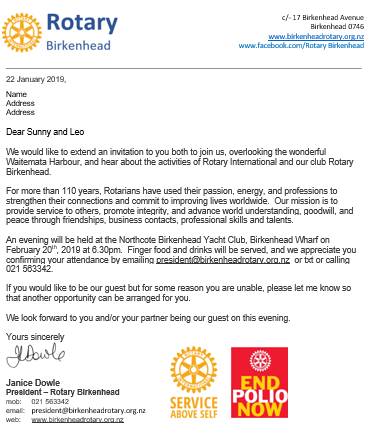 Rotary
Birkenhead
c/- 17 Birkenhead Avenue
Birkenhead 0746
www.birkenheadrotary.org.nz
www.facebook.com/Rotary Birkenhead
22 January 2019,
Name
Address
Address
Dear Sunny and Leo
We would like to extend an invitation to you both to join us, overlooking the wonderful
Waitemata Harbour, and hear about the activities of Rotary International and our club Rotary
Birkenhead.
For more than 110 years, Rotarians have used their passion, energy, and professions to
strengthen their connections and commit to improving lives worldwide.  Our mission is to
provide service to others, promote integrity, and advance world understanding, goodwill, and
peace through friendships, business contacts, professional skills and talents.
An evening will be held at the Northcote Birkenhead Yacht Club, Birkenhead Wharf on
February 20th, 2019 at 6.30pm.  Finger food and drinks will be served, and we appreciate you
confirming your attendance by emailing president@birkenheadrotary.org.nz  or txt or calling
021 563342.
If you would like to be our guest but for some reason you are unable, please let me know so
that another opportunity can be arranged for you.
We look forward to you and/or your partner being our guest on this evening.
Yours sincerely
JDowle
Janice Dowle
President – Rotary Birkenhead
mob: 021 563342
email: president@birkenheadrotary.org.nz
web: www.birkenheadrotary.org.nz
SERVICE
ABOVE SELF
END
POLIO
NOW